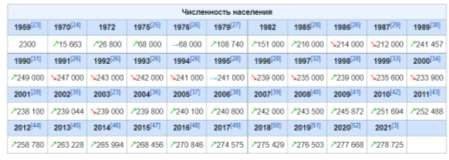 Численность населения
1959[23] 1970[24] 1972 1975[25] 1976[26] 1979[27] 1982[28] 1985[26] 1986[26] 1987[29] 1989[30]
2300 ↗15 663 ↗26 800 ↗68 000 →68 000 ↗108 740 ↗151 000 ↗216 000 ↘214 000 ↘212 000 ↗241 457
1990[31] 1991[26] 1992[26] 1993[26] 1994[26] 1995[28] 1996[28] 1997[32] 1998[28] 1999[33] 2000[34]
↗249 000 ↘247 000 ↘243 000 ↘242 000 ↘241 000 →241 000 ↘239 000 ↘235 000 ↗239 000 ↘235 600 ↘233 900
2001[28] 2002[35] 2003[23] 2004[36] 2005[37] 2006[38] 2007[39] 2008[40] 2009[41] 2010[42] 2011[43]
↗238 100 ↗239 044 ↘239 000 ↗239 800 ↗240 100 ↗240 800 ↗242 000 ↗243 500 ↗245 872 ↗251 694 ↗252 488
2012[44] 2013[45] 2014[46] 2015[47] 2016[48] 2017[49] 2018[50] 2019[51] 2020[52] 2021[3]
↗258 780 ↗263 228 ↗265 994 ↗268 456 ↗270 846 ↗274 575 ↗275 429 ↗276 503 ↗277 668 ↗278 725